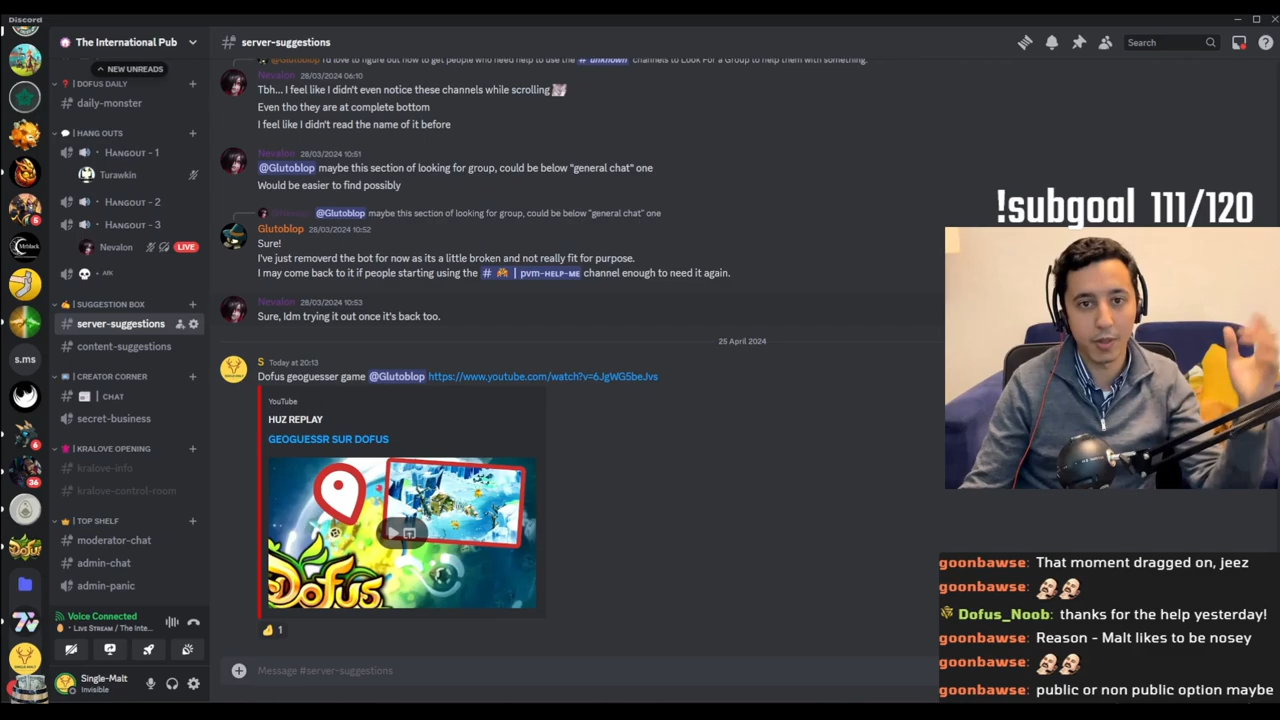 Discord
The International Pub
NEW UNREADS
| DOFUS DAILY
daily-monster
| HANG OUTS
HANGOUT - 1
Turawkin
HANGOUT - 2
HANGOUT - 3
Nevalon
LIVE
AFK
| SUGGESTION BOX
server-suggestions
content-suggestions
| CREATOR CORNER
| CHAT
secret-business
| KRALOVE OPENING
kralove-info
kralove-control-room
| TOP SHELF
moderator-chat
admin-chat
admin-panic
Voice Connected
LIVE STREAM / The Inte...
Single-Malt
Invisible
5
Mrblack
s.ms
6
36
DOFUS
SINGLE-MALT
# server-suggestions
Search
@Glutoblop I'd love to figure out how to get people who need help to use the # unknown channels to Look For a Group to help them with something.
Nevalon 28/03/2024 06:10
Tbh... I feel like I didn't even notice these channels while scrolling
Even tho they are at complete bottom
I feel like I didn't read the name of it before
Nevalon 28/03/2024 10:51
@Glutoblop maybe this section of looking for group, could be below "general chat" one
Would be easier to find possibly
@Glutoblop maybe this section of looking for group, could be below "general chat" one
Glutoblop 28/03/2024 10:52
Sure!
I've just removerd the bot for now as its a little broken and not really fit for purpose.
I may come back to it if people starting using the # | pvm-HELP-ME channel enough to need it again.
Nevalon 28/03/2024 10:53
Sure, Idm trying it out once it's back too.
25 April 2024
S Today at 20:13
Dofus geoguesser game @Glutoblop https://www.youtube.com/watch?v=6JgWG5beJvs
YouTube
HUZ REPLAY
GEOGUESSR SUR DOFUS
DOFUS
1
Message #server-suggestions
!subgoal 111/120
goonbawse: That moment dragged on, jeez
goonbawse:
Dofus_Noob: thanks for the help yesterday!
goonbawse: Reason - Malt likes to be nosey
goonbawse:
goonbawse: public or non public option maybe